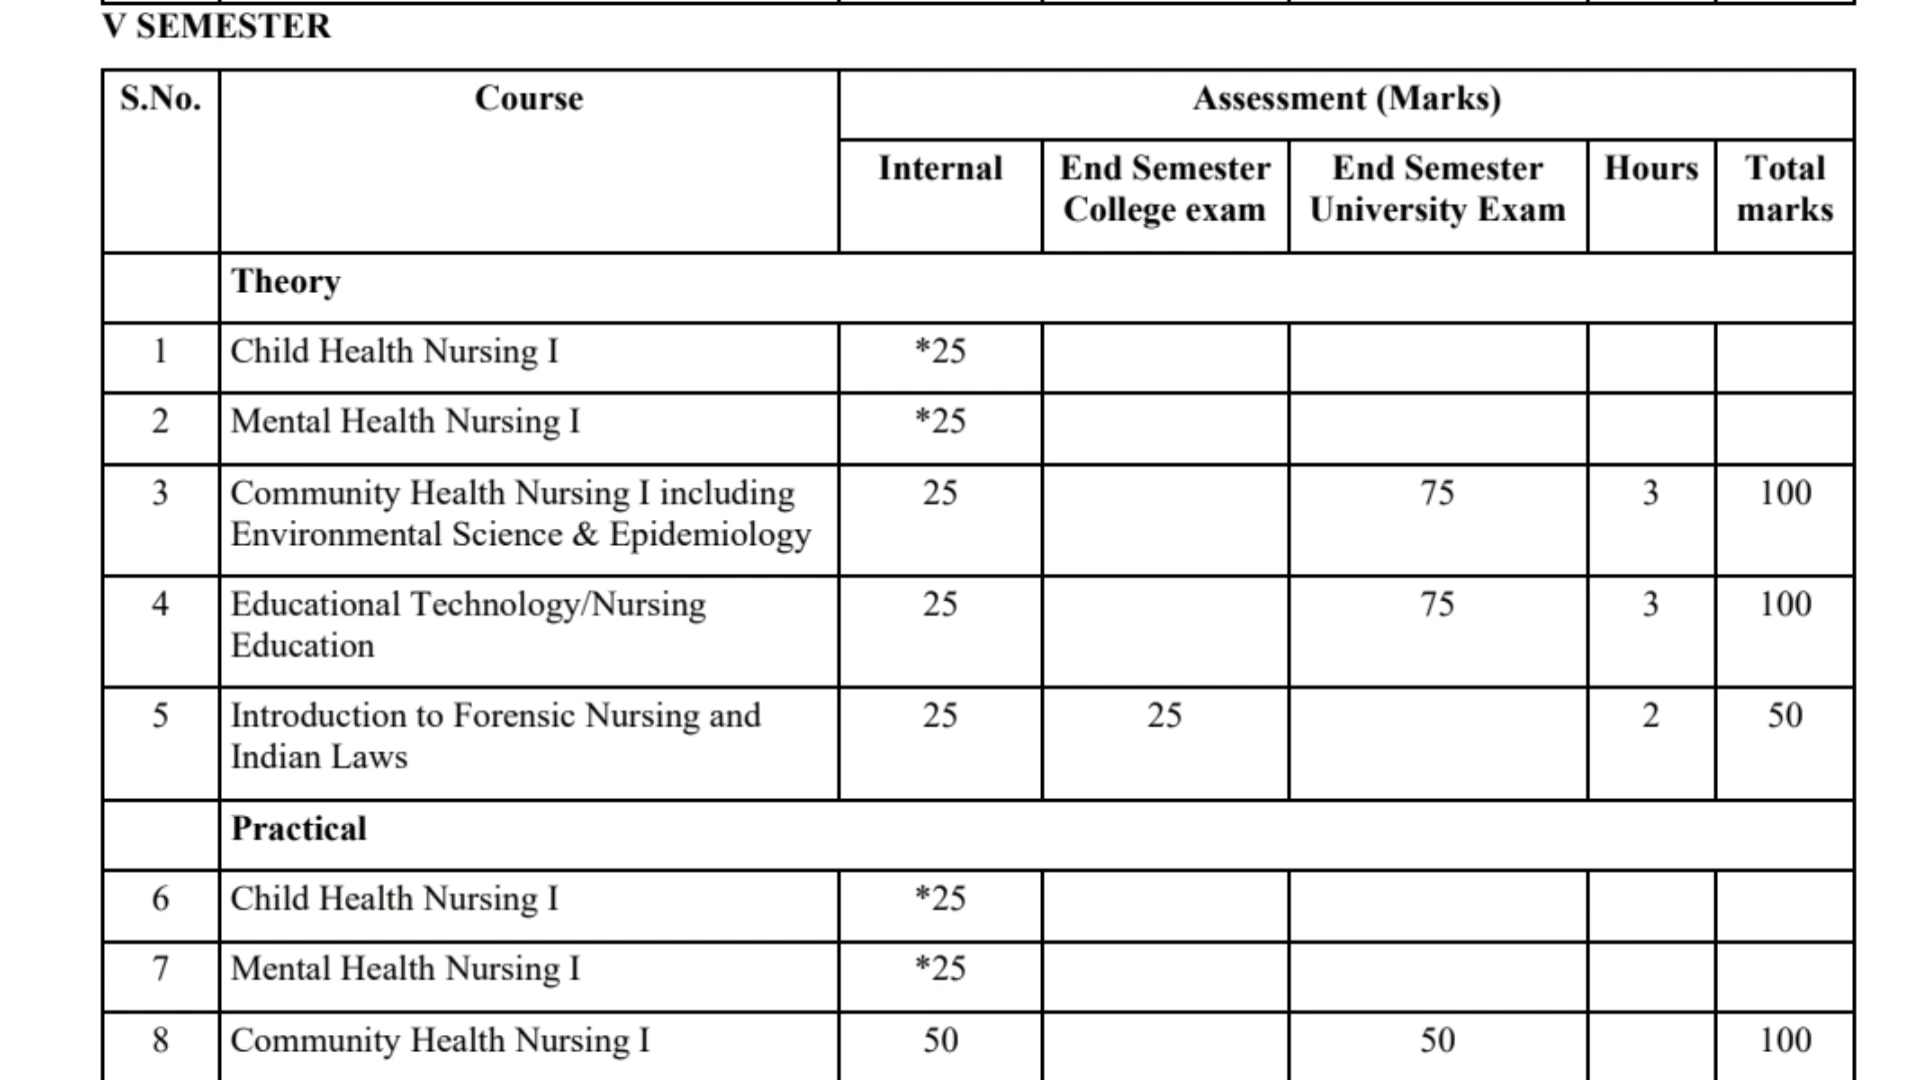 V SEMESTER
S.No. Course Assessment (Marks)
Internal End Semester End Semester Hours Total
College exam University Exam marks
Theory
1 Child Health Nursing I *25
2 Mental Health Nursing I *25
3 Community Health Nursing I including 25 75 3 100
Environmental Science & Epidemiology
4 Educational Technology/Nursing 25 75 3 100
Education
5 Introduction to Forensic Nursing and 25 25 2 50
Indian Laws
Practical
6 Child Health Nursing I *25
7 Mental Health Nursing I *25
8 Community Health Nursing I 50 50 100